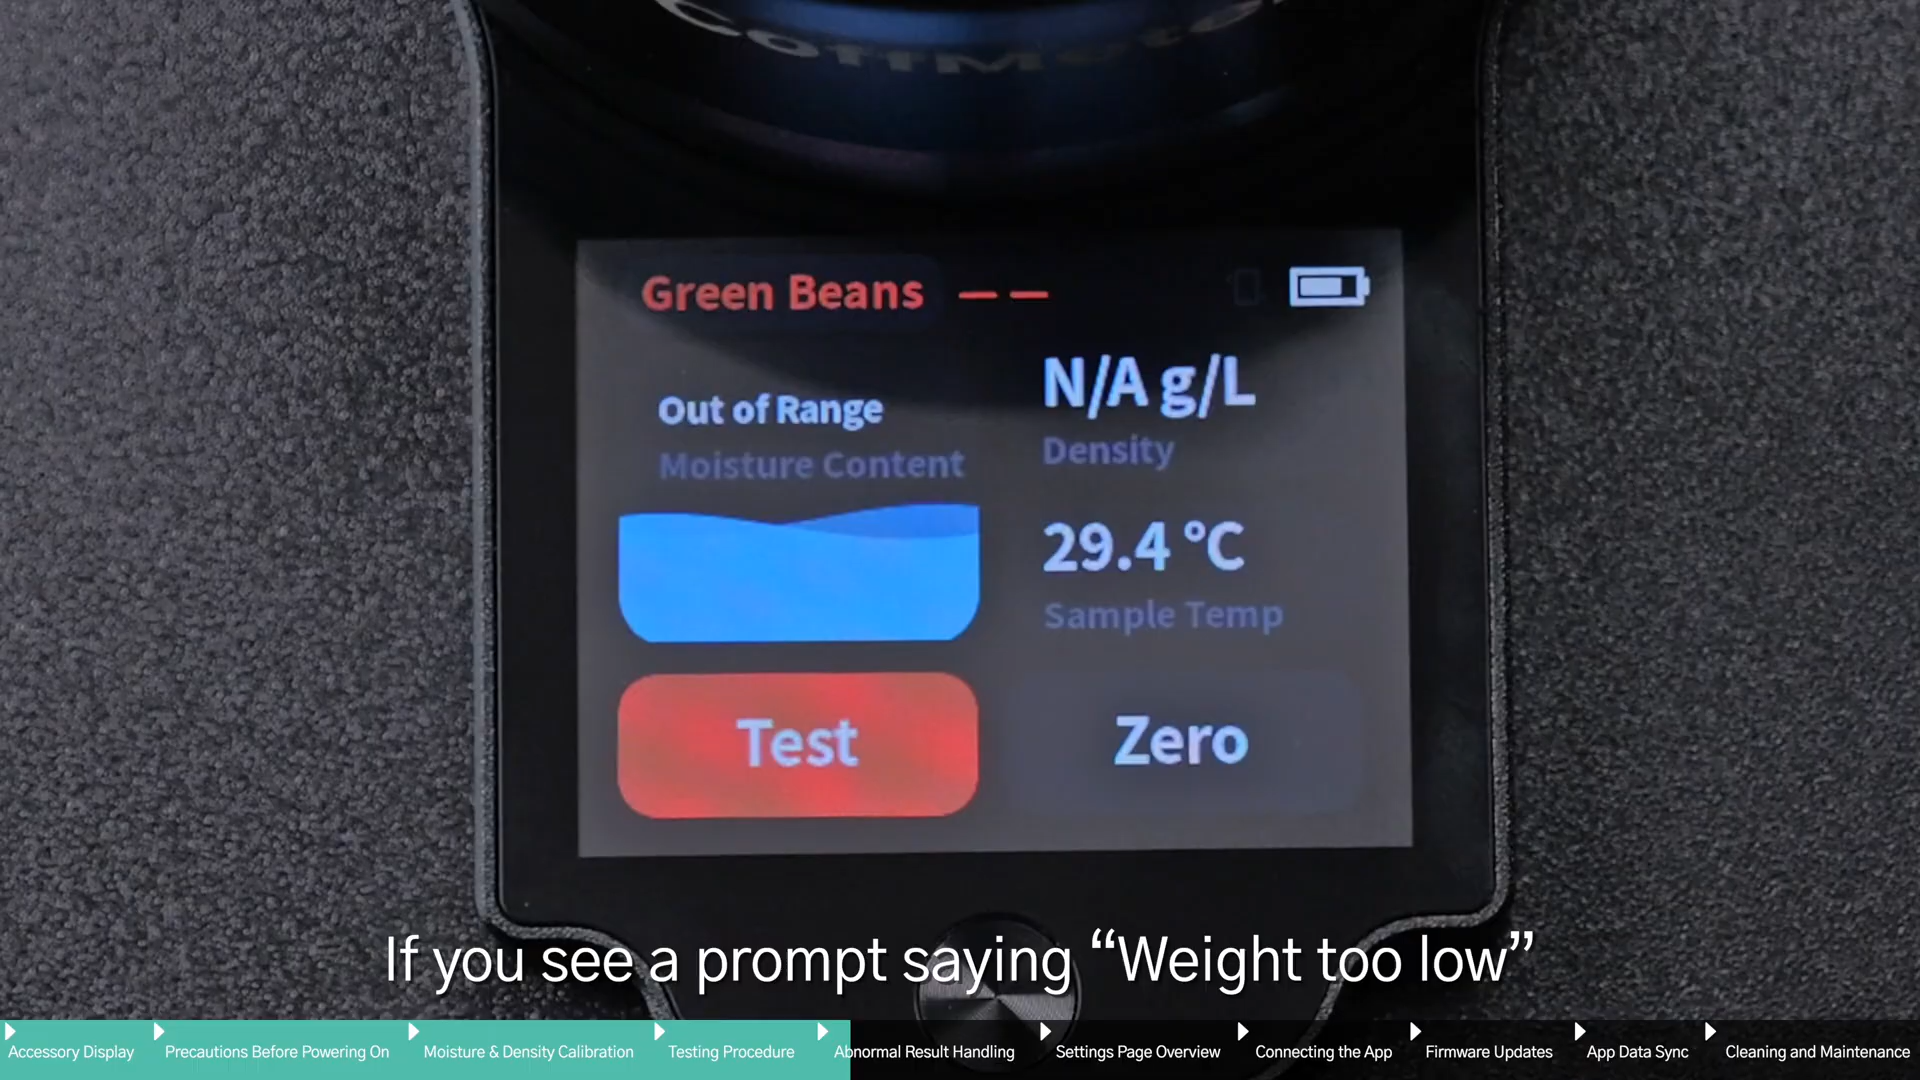 Green Beans --
N/A g/L
Out of Range
Density
Moisture Content
29.4 °C
Sample Temp
Test
Zero
If you see a prompt saying “Weight too low”
Accessory Display
Precautions Before Powering On
Moisture & Density Calibration
Testing Procedure
Abnormal Result Handling
Settings Page Overview
Connecting the App
Firmware Updates
App Data Sync
Cleaning and Maintenance